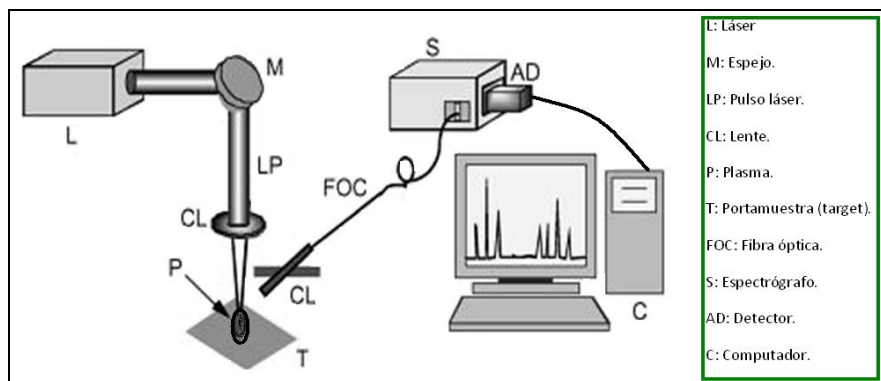 L
M
LP
CL
P
T
CL
FOC
S
AD
C
L: Láser
M: Espejo.
LP: Pulso láser.
CL: Lente.
P: Plasma.
T: Portamuestra (target).
FOC: Fibra óptica.
S: Espectrógrafo.
AD: Detector.
C: Computador.